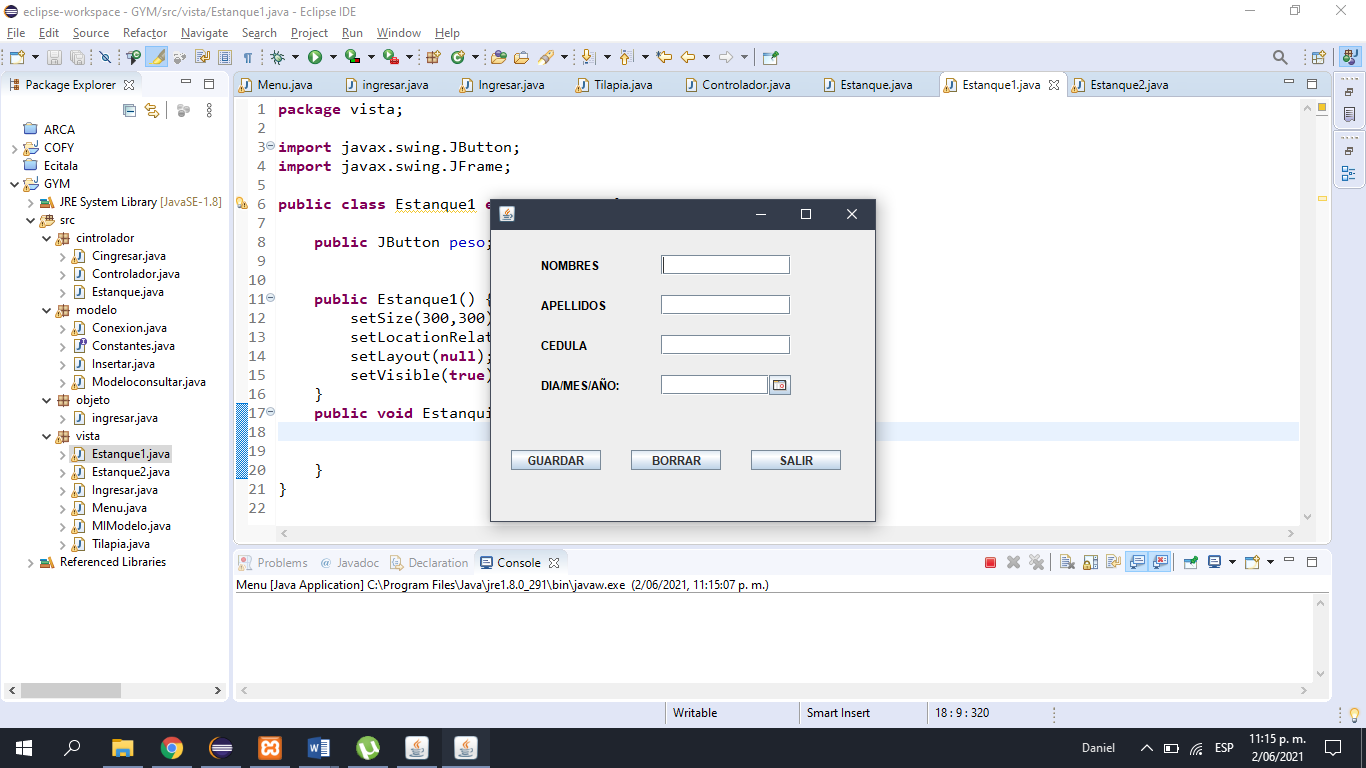 eclipse-workspace - GYM/src/vista/Estanque1.java - Eclipse IDE
File Edit Source Refactor Navigate Search Project Run Window Help
Package Explorer
ARCA
COFY
Ecitala
GYM
JRE System Library [JavaSE-1.8]
src
cintrolador
Cingresar.java
Controlador.java
Estanque.java
modelo
Conexion.java
Constantes.java
Insertar.java
Modeloconsultar.java
objeto
ingresar.java
vista
Estanque1.java
Estanque2.java
Ingresar.java
Menu.java
MIModelo.java
Tilapia.java
Referenced Libraries
Menu.java ingresar.java Ingresar.java Tilapia.java Controlador.java Estanque.java Estanque1.java Estanque2.java
1 package vista;
2
3 import javax.swing.JButton;
4 import javax.swing.JFrame;
5
6 public class Estanque1 e
7
8 public JButton peso;
9
10
11 public Estanque1() {
12 setSize(300,300)
13 setLocationRelat
14 setLayout(null);
15 setVisible(true)
16 }
17 public void Estanqui
18
19
20 }
21 }
22
NOMBRES
APELLIDOS
CEDULA
DIA/MES/AÑO:
GUARDAR BORRAR SALIR
Problems @ Javadoc Declaration Console
Menu [Java Application] C:\Program Files\Java\jre1.8.0_291\bin\javaw.exe (2/06/2021, 11:15:07 p. m.)
Writable Smart Insert 18 : 9 : 320
Daniel ESP 11:15 p. m.
2/06/2021